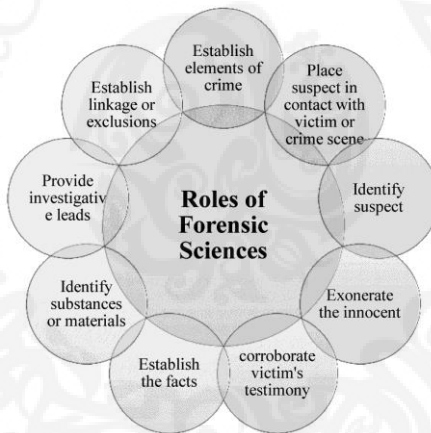 Roles of
Forensic
Sciences
Establish
elements of
crime
Place
suspect in
contact with
victim or
crime scene
Identify
suspect
Exonerate
the innocent
corroborate
victim's
testimony
Establish
the facts
Identify
substances
or materials
Provide
investigativ
e leads
Establish
linkage or
exclusions